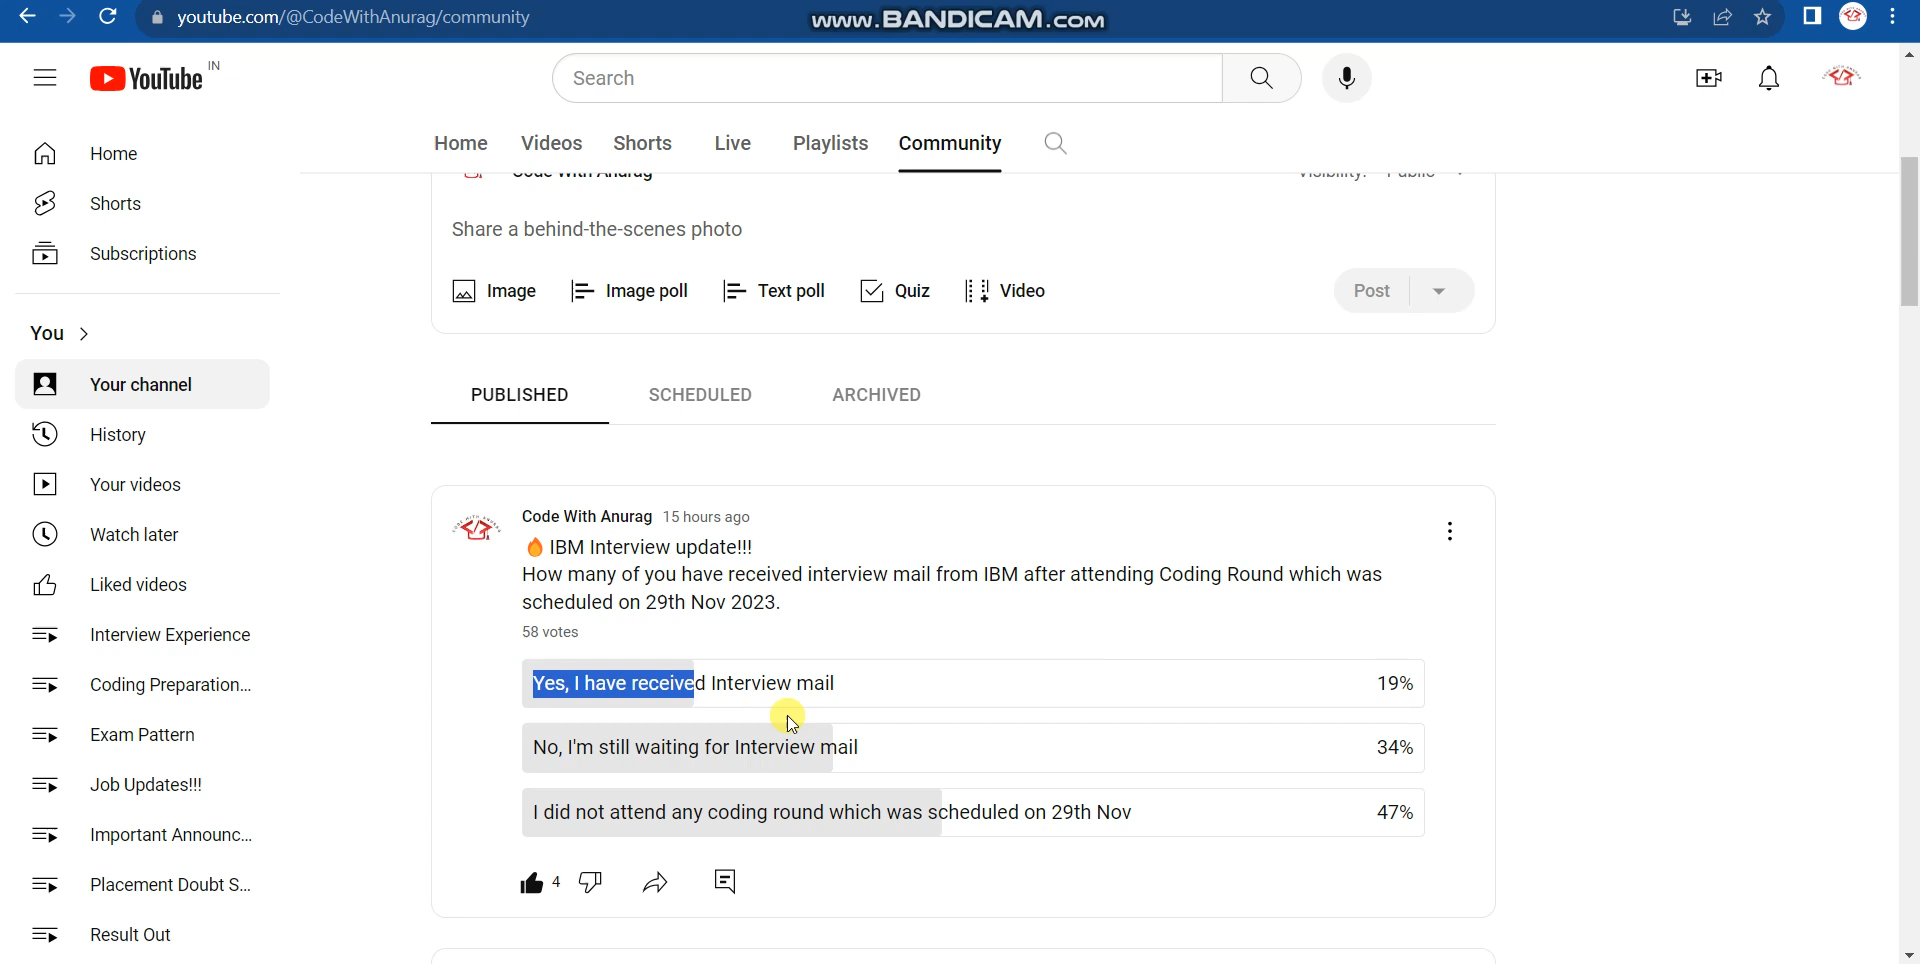 youtube.com/@CodeWithAnurag/community
www.BANDICAM.com
YouTube IN
Search
Home
Videos
Shorts
Live
Playlists
Community
Home
Shorts
Subscriptions
You
Your channel
History
Your videos
Watch later
Liked videos
Interview Experience
Coding Preparation...
Exam Pattern
Job Updates!!!
Important Announc...
Placement Doubt S...
Result Out
Code With Anurag
Visibility: Public
Share a behind-the-scenes photo
Image
Image poll
Text poll
Quiz
Video
Post
PUBLISHED
SCHEDULED
ARCHIVED
Code With Anurag 15 hours ago
🔥 IBM Interview update!!!
How many of you have received interview mail from IBM after attending Coding Round which was
scheduled on 29th Nov 2023.
58 votes
Yes, I have received Interview mail 19%
No, I'm still waiting for Interview mail 34%
I did not attend any coding round which was scheduled on 29th Nov 47%
4